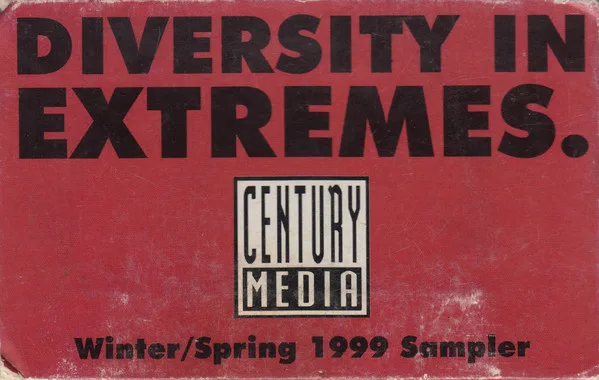 DIVERSITY IN
EXTREMES.
CENTURY
MEDIA
Winter/Spring 1999 Sampler